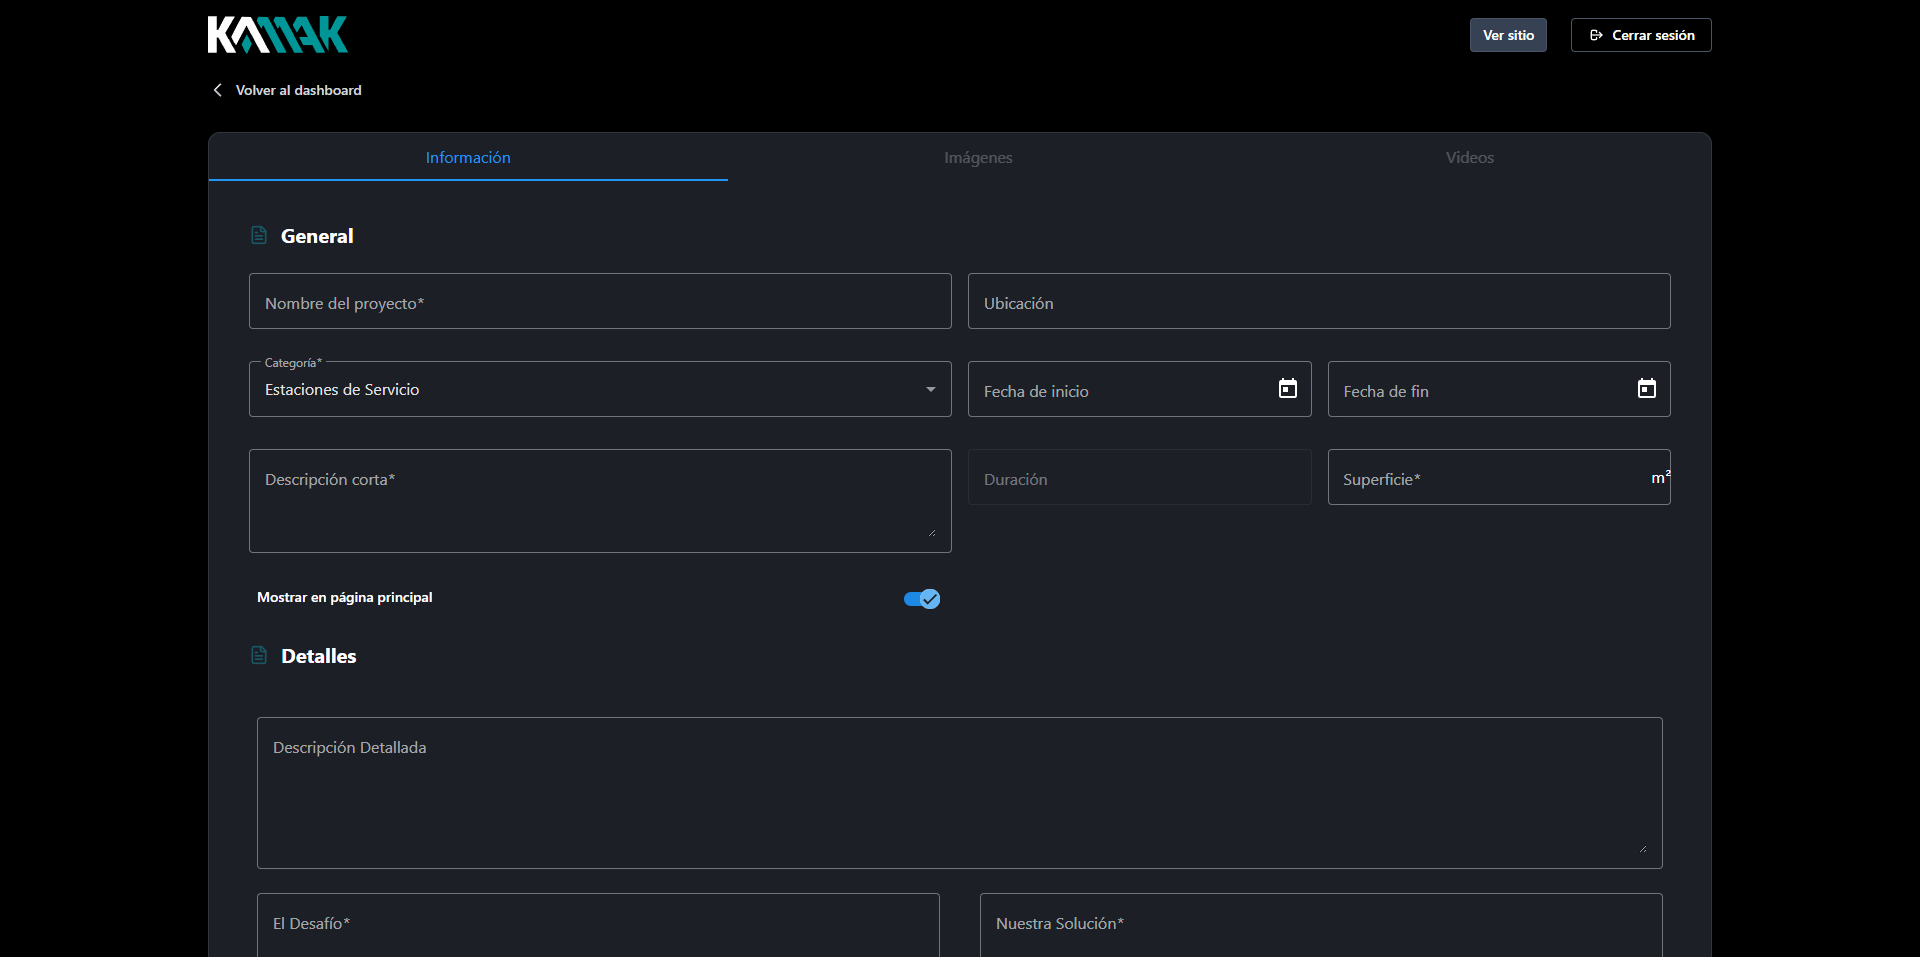 KAMAK
Ver sitio
Cerrar sesión
Volver al dashboard
Información
Imágenes
Videos
General
Nombre del proyecto*
Ubicación
Categoría*
Estaciones de Servicio
Fecha de inicio
Fecha de fin
Descripción corta*
Duración
Superficie*
m²
Mostrar en página principal
Detalles
Descripción Detallada
El Desafío*
Nuestra Solución*